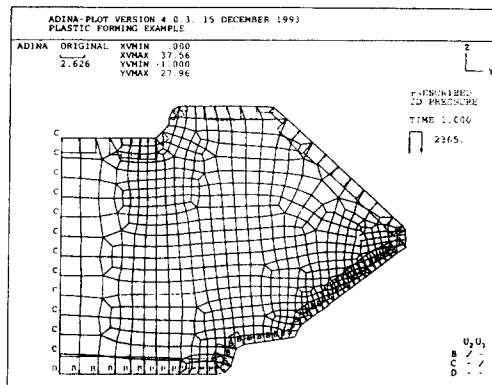 ADINA-PLOT VERSION 4.0.3, 15 DECEMBER 1993
PLASTIC FORMING EXAMPLE
ADINA ORIGINAL XVMIN .000
XVMAX 37.56
2.626 YVMIN -1.000
YVMAX 27.96
Z
Y
PRESCRIBED
2D PRESSURE
TIME 1.000
2365.
C
C
C
C
C
C
C
C
C
C
C
C
D B B B B B B B
U2 U3
B / -
C - /
D - -